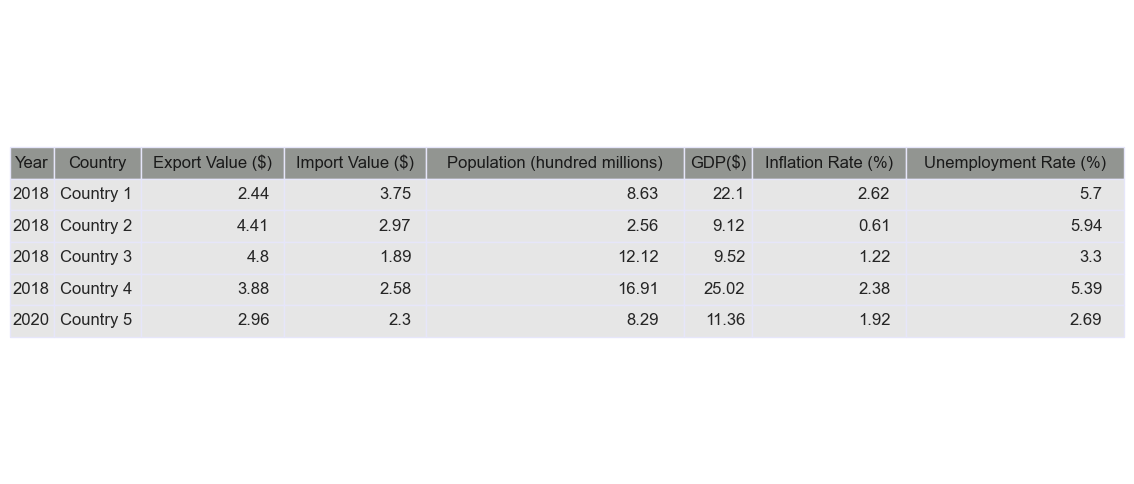 Year Country Export Value ($) Import Value ($) Population (hundred millions) GDP($) Inflation Rate (%) Unemployment Rate (%)
2018 Country 1 2.44 3.75 8.63 22.1 2.62 5.7
2018 Country 2 4.41 2.97 2.56 9.12 0.61 5.94
2018 Country 3 4.8 1.89 12.12 9.52 1.22 3.3
2018 Country 4 3.88 2.58 16.91 25.02 2.38 5.39
2020 Country 5 2.96 2.3 8.29 11.36 1.92 2.69